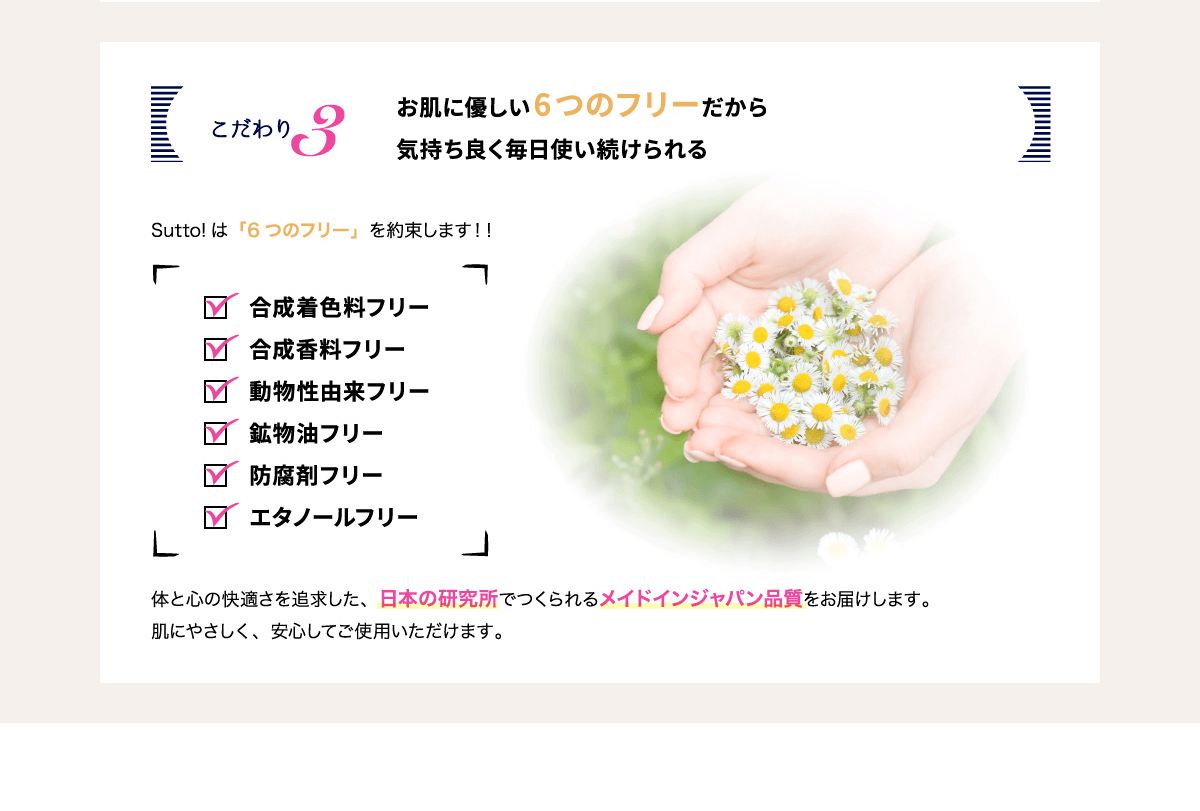 こだわり3
お肌に優しい6つのフリーだから
気持ち良く毎日使い続けられる
Sutto!は「6つのフリー」を約束します!!
合成着色料フリー
合成香料フリー
動物性由来フリー
鉱物油フリー
防腐剤フリー
エタノールフリー
体と心の快適さを追求した、日本の研究所でつくられるメイドインジャパン品質をお届けします。
肌にやさしく、安心してご使用いただけます。